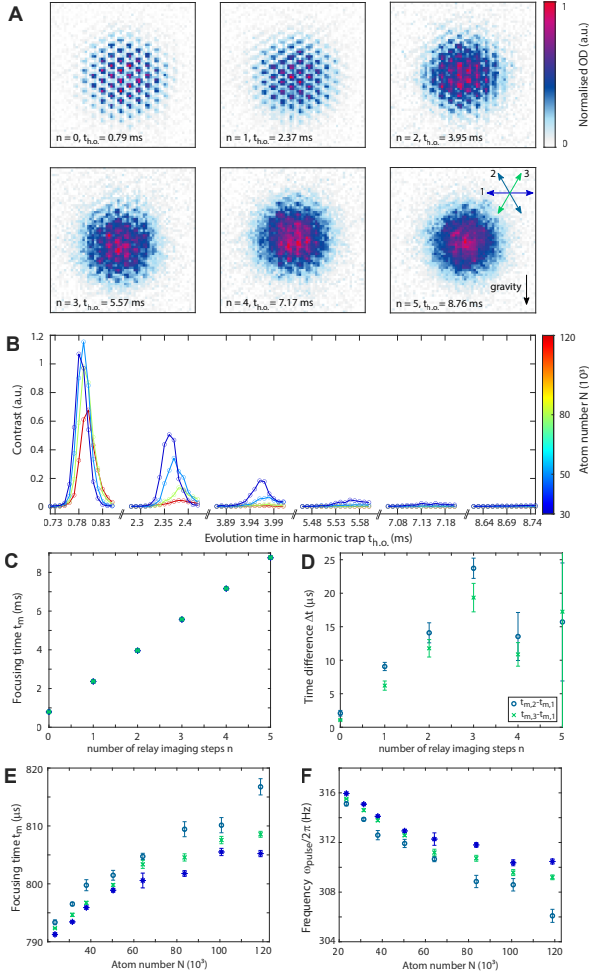 A
n = 0, t_h.o. = 0.79 ms
n = 1, t_h.o. = 2.37 ms
n = 2, t_h.o. = 3.95 ms
1
Normalised OD (a.u.)
0
n = 3, t_h.o. = 5.57 ms
n = 4, t_h.o. = 7.17 ms
2 3
1
gravity
n = 5, t_h.o. = 8.76 ms
B
1.2
1.0
0.8
0.6
0.4
0.2
0
Contrast (a.u.)
0.73 0.78 0.83 2.3 2.35 2.4 3.89 3.94 3.99 5.48 5.53 5.58 7.08 7.13 7.18 8.64 8.69 8.74
Evolution time in harmonic trap t_h.o. (ms)
120
80
50
30
Atom number N (10³)
C
8
6
4
2
0
Focusing time t_m (ms)
0 1 2 3 4 5
number of relay imaging steps n
D
25
20
15
10
5
0
Time difference Δt (μs)
t_m,2-t_m,1
t_m,3-t_m,1
0 1 2 3 4 5
number of relay imaging steps n
E
820
810
800
790
Focusing time t_m (μs)
20 40 60 80 100 120
Atom number N (10³)
F
316
312
308
304
Frequency ω_pulse/2π (Hz)
20 40 60 80 100 120
Atom number N (10³)